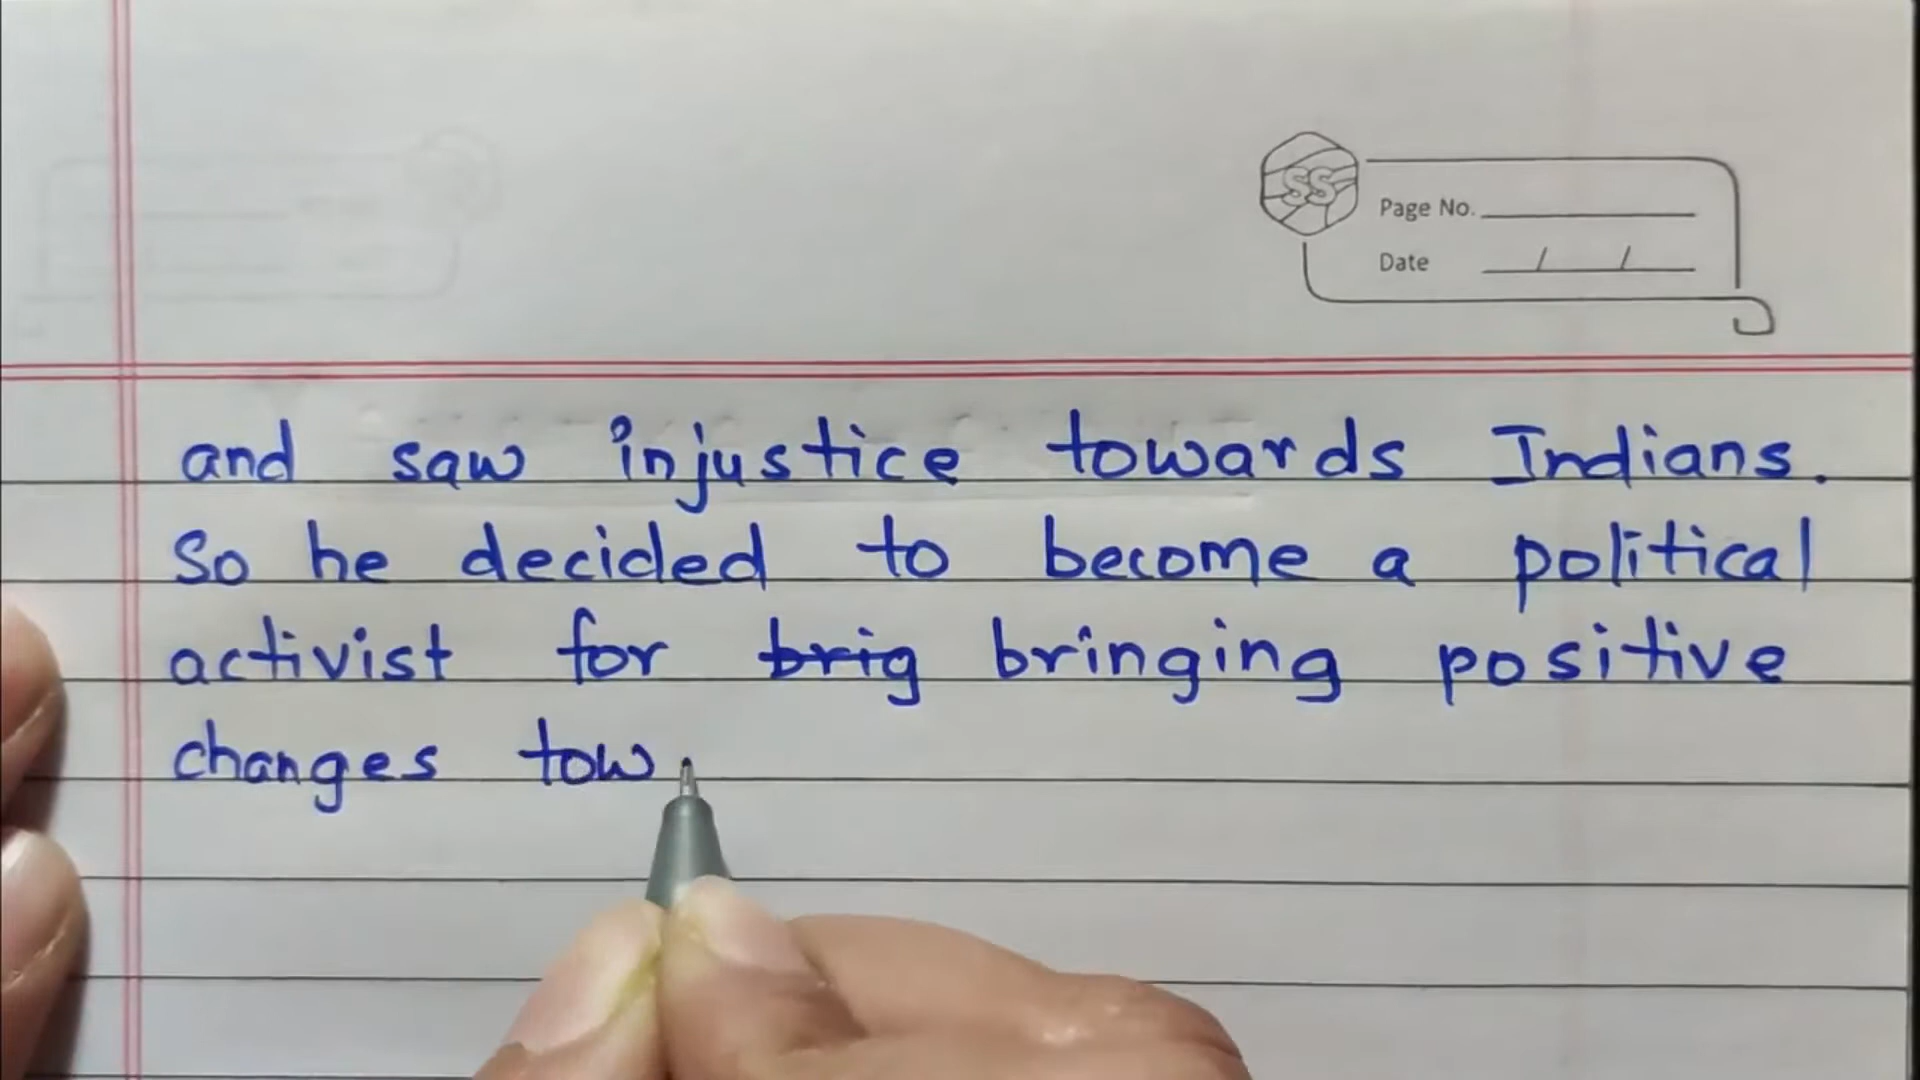 SS
Page No.
Date / /
and saw injustice towards Indians.
So he decided to become a political
activist for brig bringing positive
changes tow